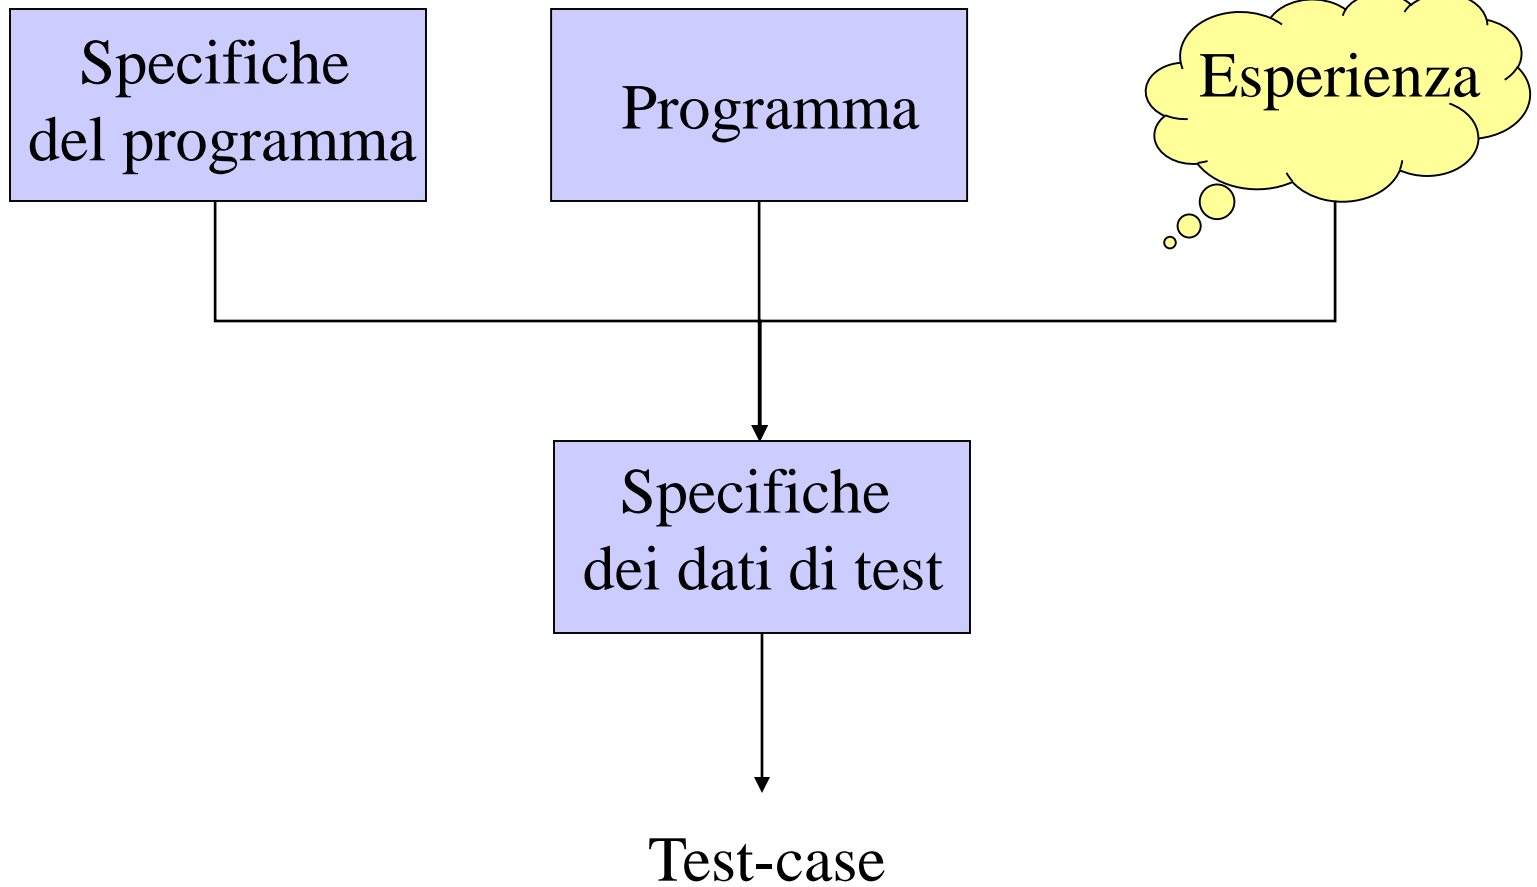 Specifiche
del programma
Programma
Esperienza
Specifiche
dei dati di test
Test-case